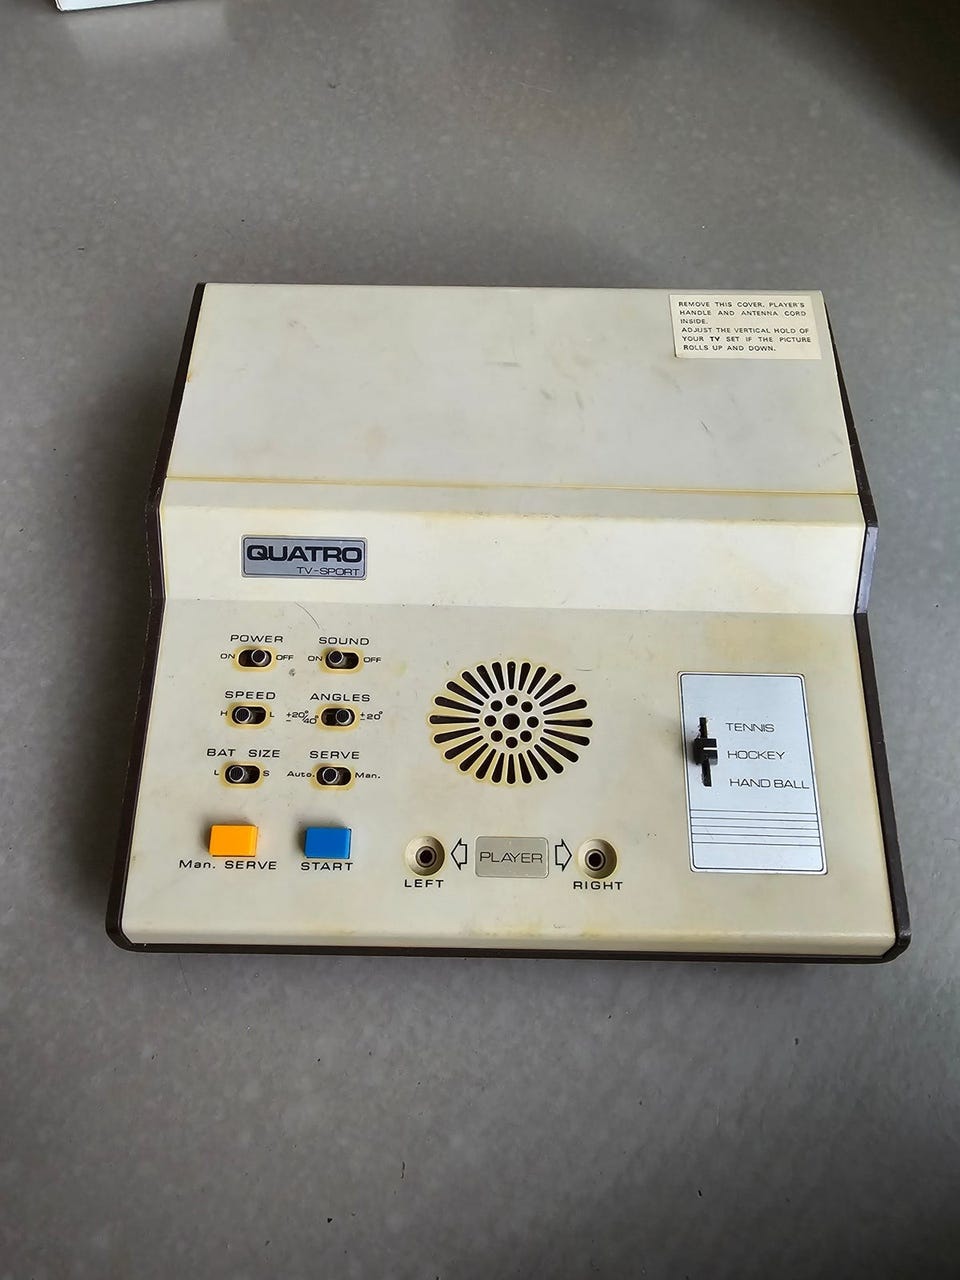 REMOVE THIS COVER. PLAYER'S
HANDLE AND ANTENNA CORD
INSIDE.
ADJUST THE VERTICAL HOLD OF
YOUR TV SET IF THE PICTURE
ROLLS UP AND DOWN.
QUATRO
TV-SPORT
POWER SOUND
ON OFF ON OFF
SPEED ANGLES
H L +20° ±20°
- 40°
BAT SIZE SERVE
L S Auto. Man.
Man. SERVE START
PLAYER
LEFT RIGHT
TENNIS
HOCKEY
HAND BALL